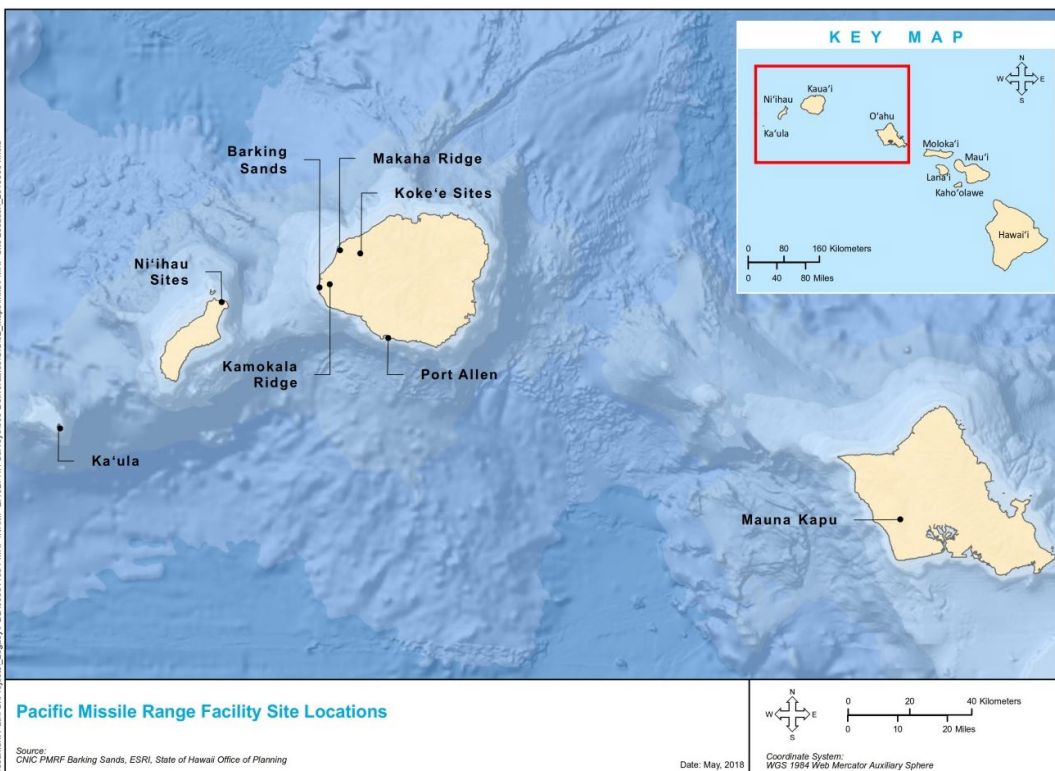 KEY MAP
N
W E
S
Kaua'i
Ni'ihau
Ka'ula
O'ahu
Moloka'i
Mau'i
Lana'i
Kaho'olawe
Hawai'i
0 80 160 Kilometers
0 40 80 Miles
Barking
Sands
Makaha Ridge
Koke'e Sites
Ni'ihau
Sites
Kamokala
Ridge
Port Allen
Ka'ula
Mauna Kapu
Pacific Missile Range Facility Site Locations
Source:
CNIC PMRF Barking Sands, ESRI, State of Hawaii Office of Planning
Date: May, 2018
N
W E
S
0 20 40 Kilometers
0 10 20 Miles
Coordinate System:
WGS 1984 Web Mercator Auxiliary Sphere